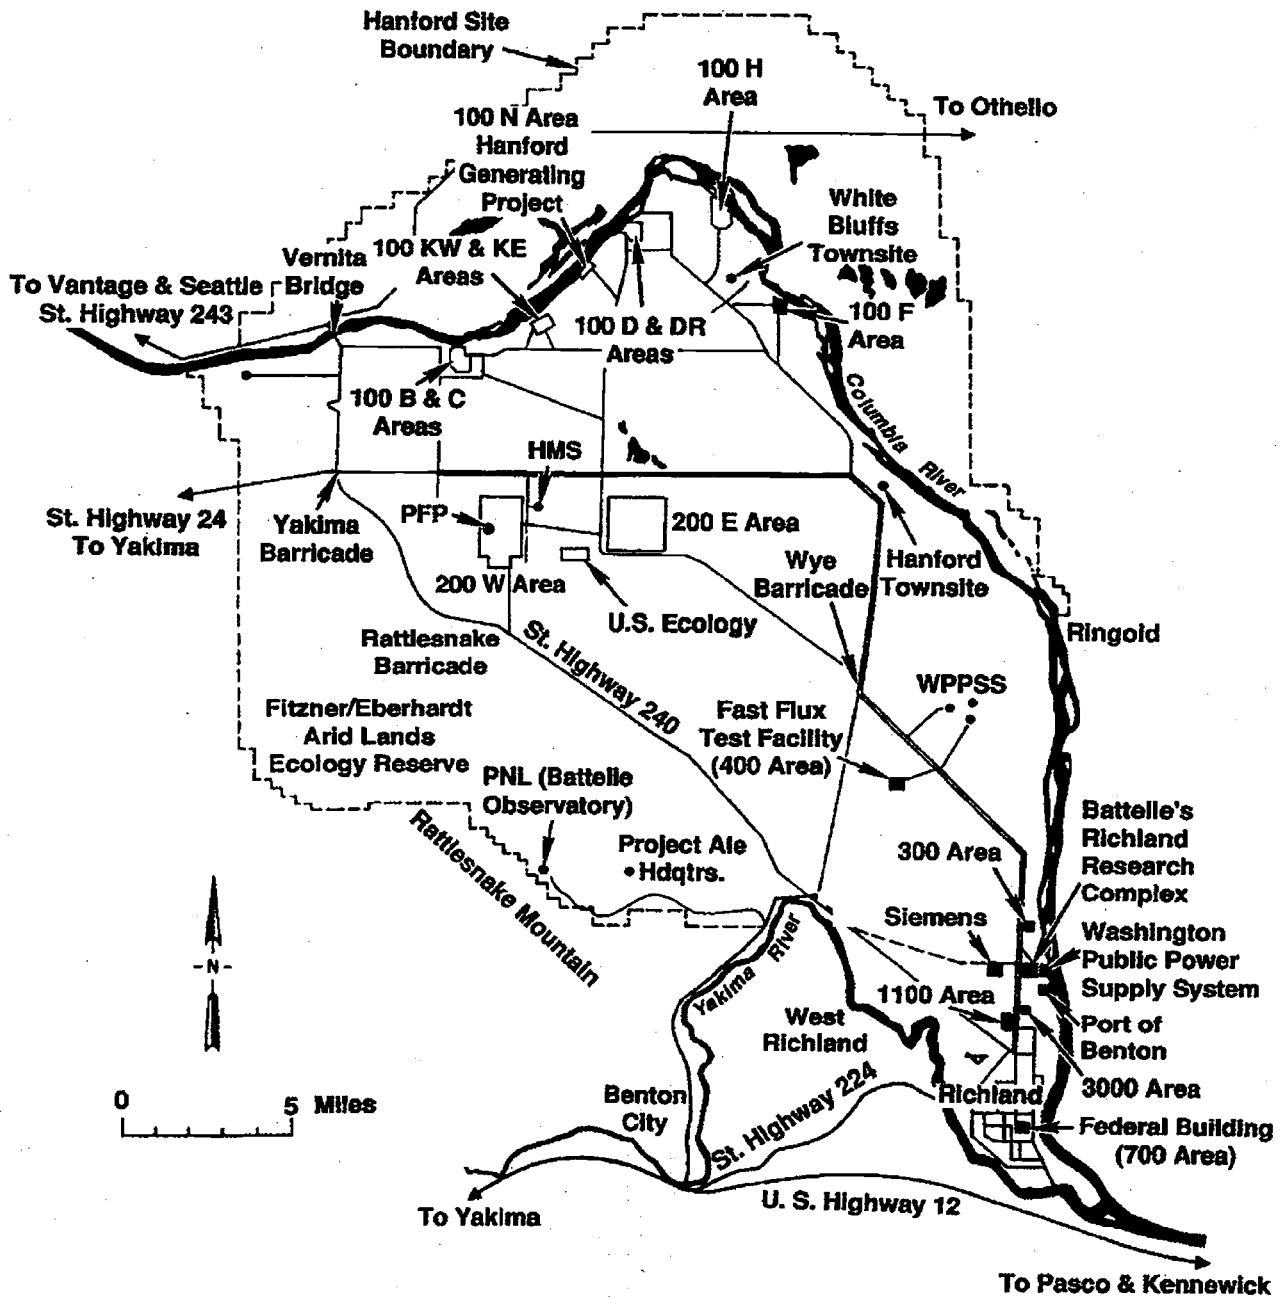 Hanford Site
Boundary
100 H
Area
To Othello
100 N Area
Hanford
Generating
Project
White
Bluffs
Townsite
Vernita
Bridge
100 KW & KE
Areas
To Vantage & Seattle
St. Highway 243
100 D & DR
Areas
100 F
Area
100 B & C
Areas
Columbia River
HMS
St. Highway 24
To Yakima
Yakima
Barricade
PFP
200 E Area
200 W Area
Wye
Barricade
Hanford
Townsite
U.S. Ecology
Ringold
Rattlesnake
Barricade
St. Highway 240
WPPSS
Fitzner/Eberhardt
Arid Lands
Ecology Reserve
Fast Flux
Test Facility
(400 Area)
PNL (Battelle
Observatory)
Rattlesnake Mountain
Project Ale
Hdqtrs.
300 Area
Battelle's
Richland
Research
Complex
Siemens
Washington
Public Power
Supply System
Yakima River
N
1100 Area
West
Richland
Port of
Benton
3000 Area
0 5 Miles
Benton
City
St. Highway 224
Richland
Federal Building
(700 Area)
To Yakima
U. S. Highway 12
To Pasco & Kennewick